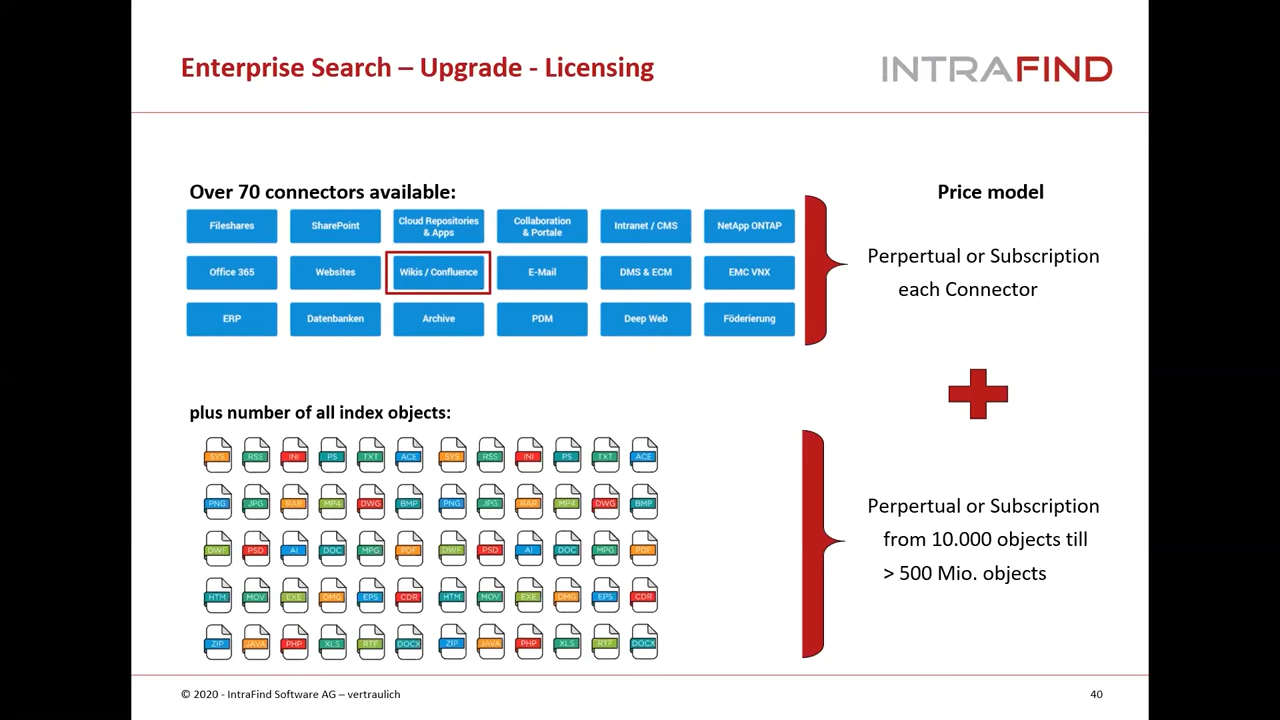 Enterprise Search – Upgrade - Licensing
INTRAFIND
Over 70 connectors available:
Price model
Fileshares
SharePoint
Cloud Repositories
& Apps
Collaboration
& Portale
Intranet / CMS
NetApp ONTAP
Office 365
Websites
Wikis / Confluence
E-Mail
DMS & ECM
EMC VNX
ERP
Datenbanken
Archive
PDM
Deep Web
Föderierung
Perpertual or Subscription
each Connector
plus number of all index objects:
SYS RSS INI PS TXT ACE SYS RSS INI PS TXT ACE
PNG JPG RAR MP4 DWG BMP PNG JPG RAR MP4 DWG BMP
DWF PSD AI DOC MPG PDF DWF PSD AI DOC MPG PDF
HTM MOV EXE DMG EPS CDR HTM MOV EXE DMG EPS CDR
ZIP JAVA PHP XLS RTF DOCX ZIP JAVA PHP XLS RTF DOCX
Perpertual or Subscription
from 10.000 objects till
> 500 Mio. objects
© 2020 - IntraFind Software AG – vertraulich
40